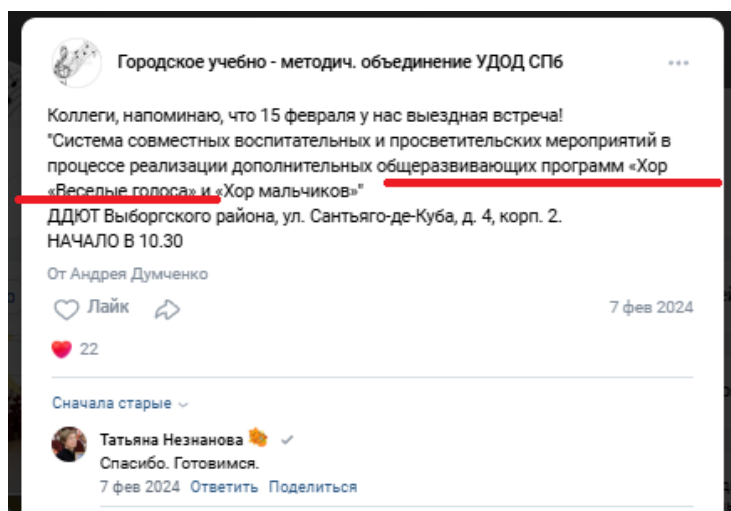 Городское учебно - методич. объединение УДОД СПб
Коллеги, напоминаю, что 15 февраля у нас выездная встреча!
"Система совместных воспитательных и просветительских мероприятий в
процессе реализации дополнительных общеразвивающих программ «Хор
«Веселые голоса» и «Хор мальчиков»"
ДДЮТ Выборгского района, ул. Сантьяго-де-Куба, д. 4, корп. 2.
НАЧАЛО В 10.30
От Андрея Думченко
Лайк
7 фев 2024
22
Сначала старые
Татьяна Незнанова
Спасибо. Готовимся.
7 фев 2024 Ответить Поделиться